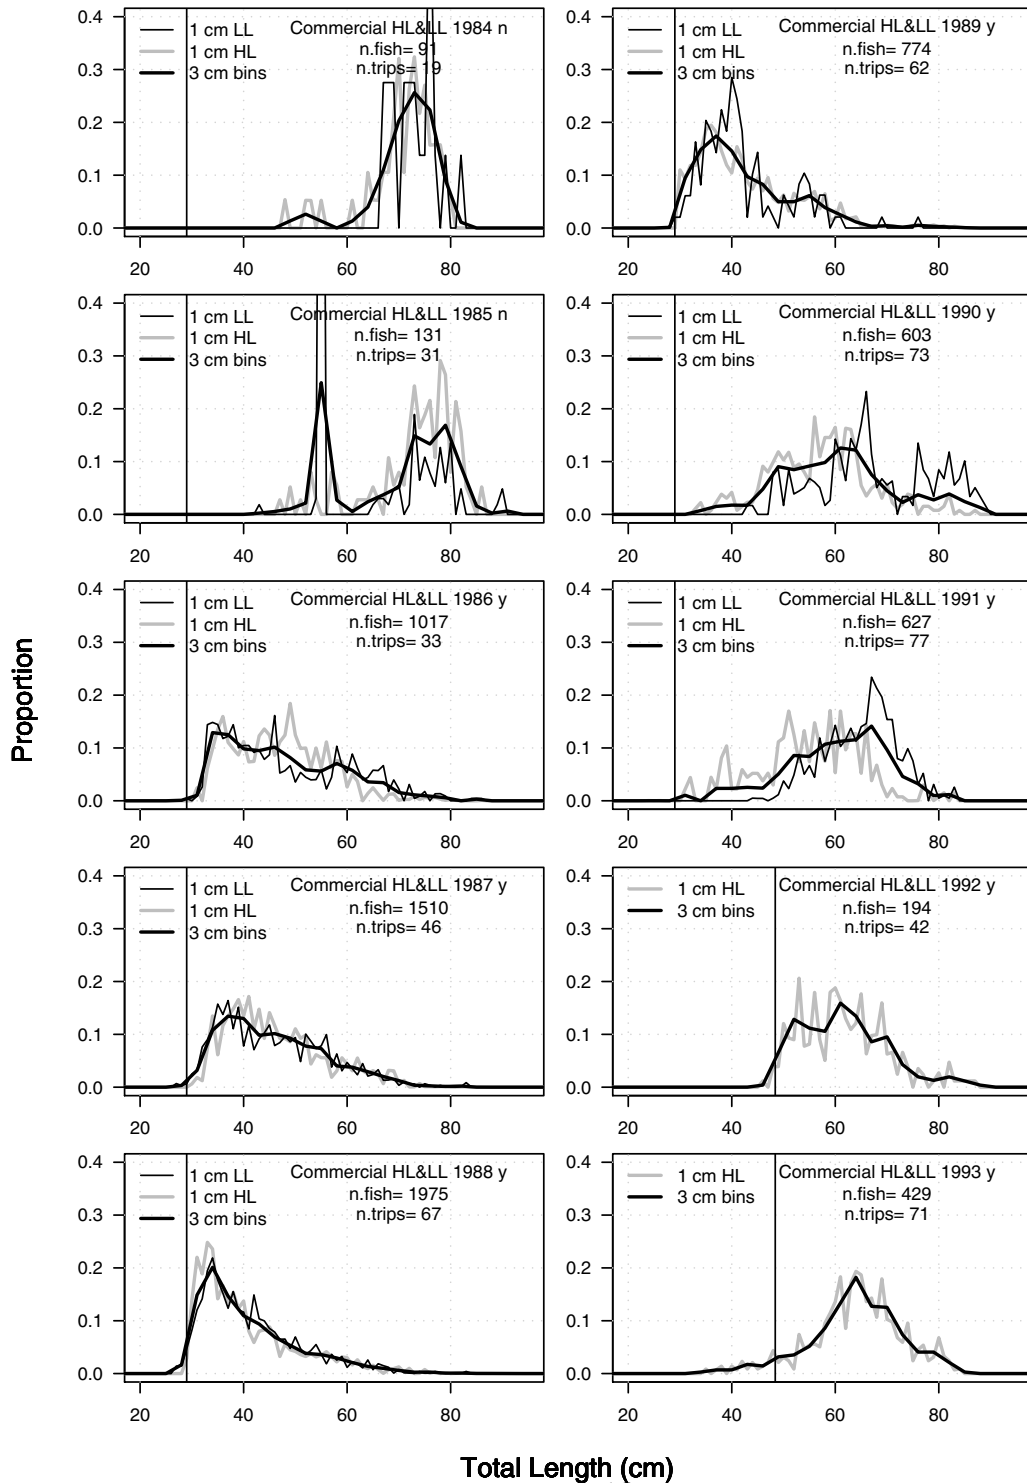 1 cm LL
1 cm HL
3 cm bins
Commercial HL&LL 1984 n
n.fish= 91
n.trips= 19
0.4
0.3
0.2
0.1
0.0
20 40 60 80
1 cm LL
1 cm HL
3 cm bins
Commercial HL&LL 1989 y
n.fish= 774
n.trips= 62
0.4
0.3
0.2
0.1
0.0
20 40 60 80
1 cm LL
1 cm HL
3 cm bins
Commercial HL&LL 1985 n
n.fish= 131
n.trips= 31
0.4
0.3
0.2
0.1
0.0
20 40 60 80
1 cm LL
1 cm HL
3 cm bins
Commercial HL&LL 1990 y
n.fish= 603
n.trips= 73
0.4
0.3
0.2
0.1
0.0
20 40 60 80
1 cm LL
1 cm HL
3 cm bins
Commercial HL&LL 1986 y
n.fish= 1017
n.trips= 33
0.4
0.3
0.2
0.1
0.0
20 40 60 80
1 cm LL
1 cm HL
3 cm bins
Commercial HL&LL 1991 y
n.fish= 627
n.trips= 77
0.4
0.3
0.2
0.1
0.0
20 40 60 80
1 cm LL
1 cm HL
3 cm bins
Commercial HL&LL 1987 y
n.fish= 1510
n.trips= 46
0.4
0.3
0.2
0.1
0.0
20 40 60 80
1 cm HL
3 cm bins
Commercial HL&LL 1992 y
n.fish= 194
n.trips= 42
0.4
0.3
0.2
0.1
0.0
20 40 60 80
1 cm LL
1 cm HL
3 cm bins
Commercial HL&LL 1988 y
n.fish= 1975
n.trips= 67
0.4
0.3
0.2
0.1
0.0
20 40 60 80
1 cm HL
3 cm bins
Commercial HL&LL 1993 y
n.fish= 429
n.trips= 71
0.4
0.3
0.2
0.1
0.0
20 40 60 80
Proportion
Total Length (cm)